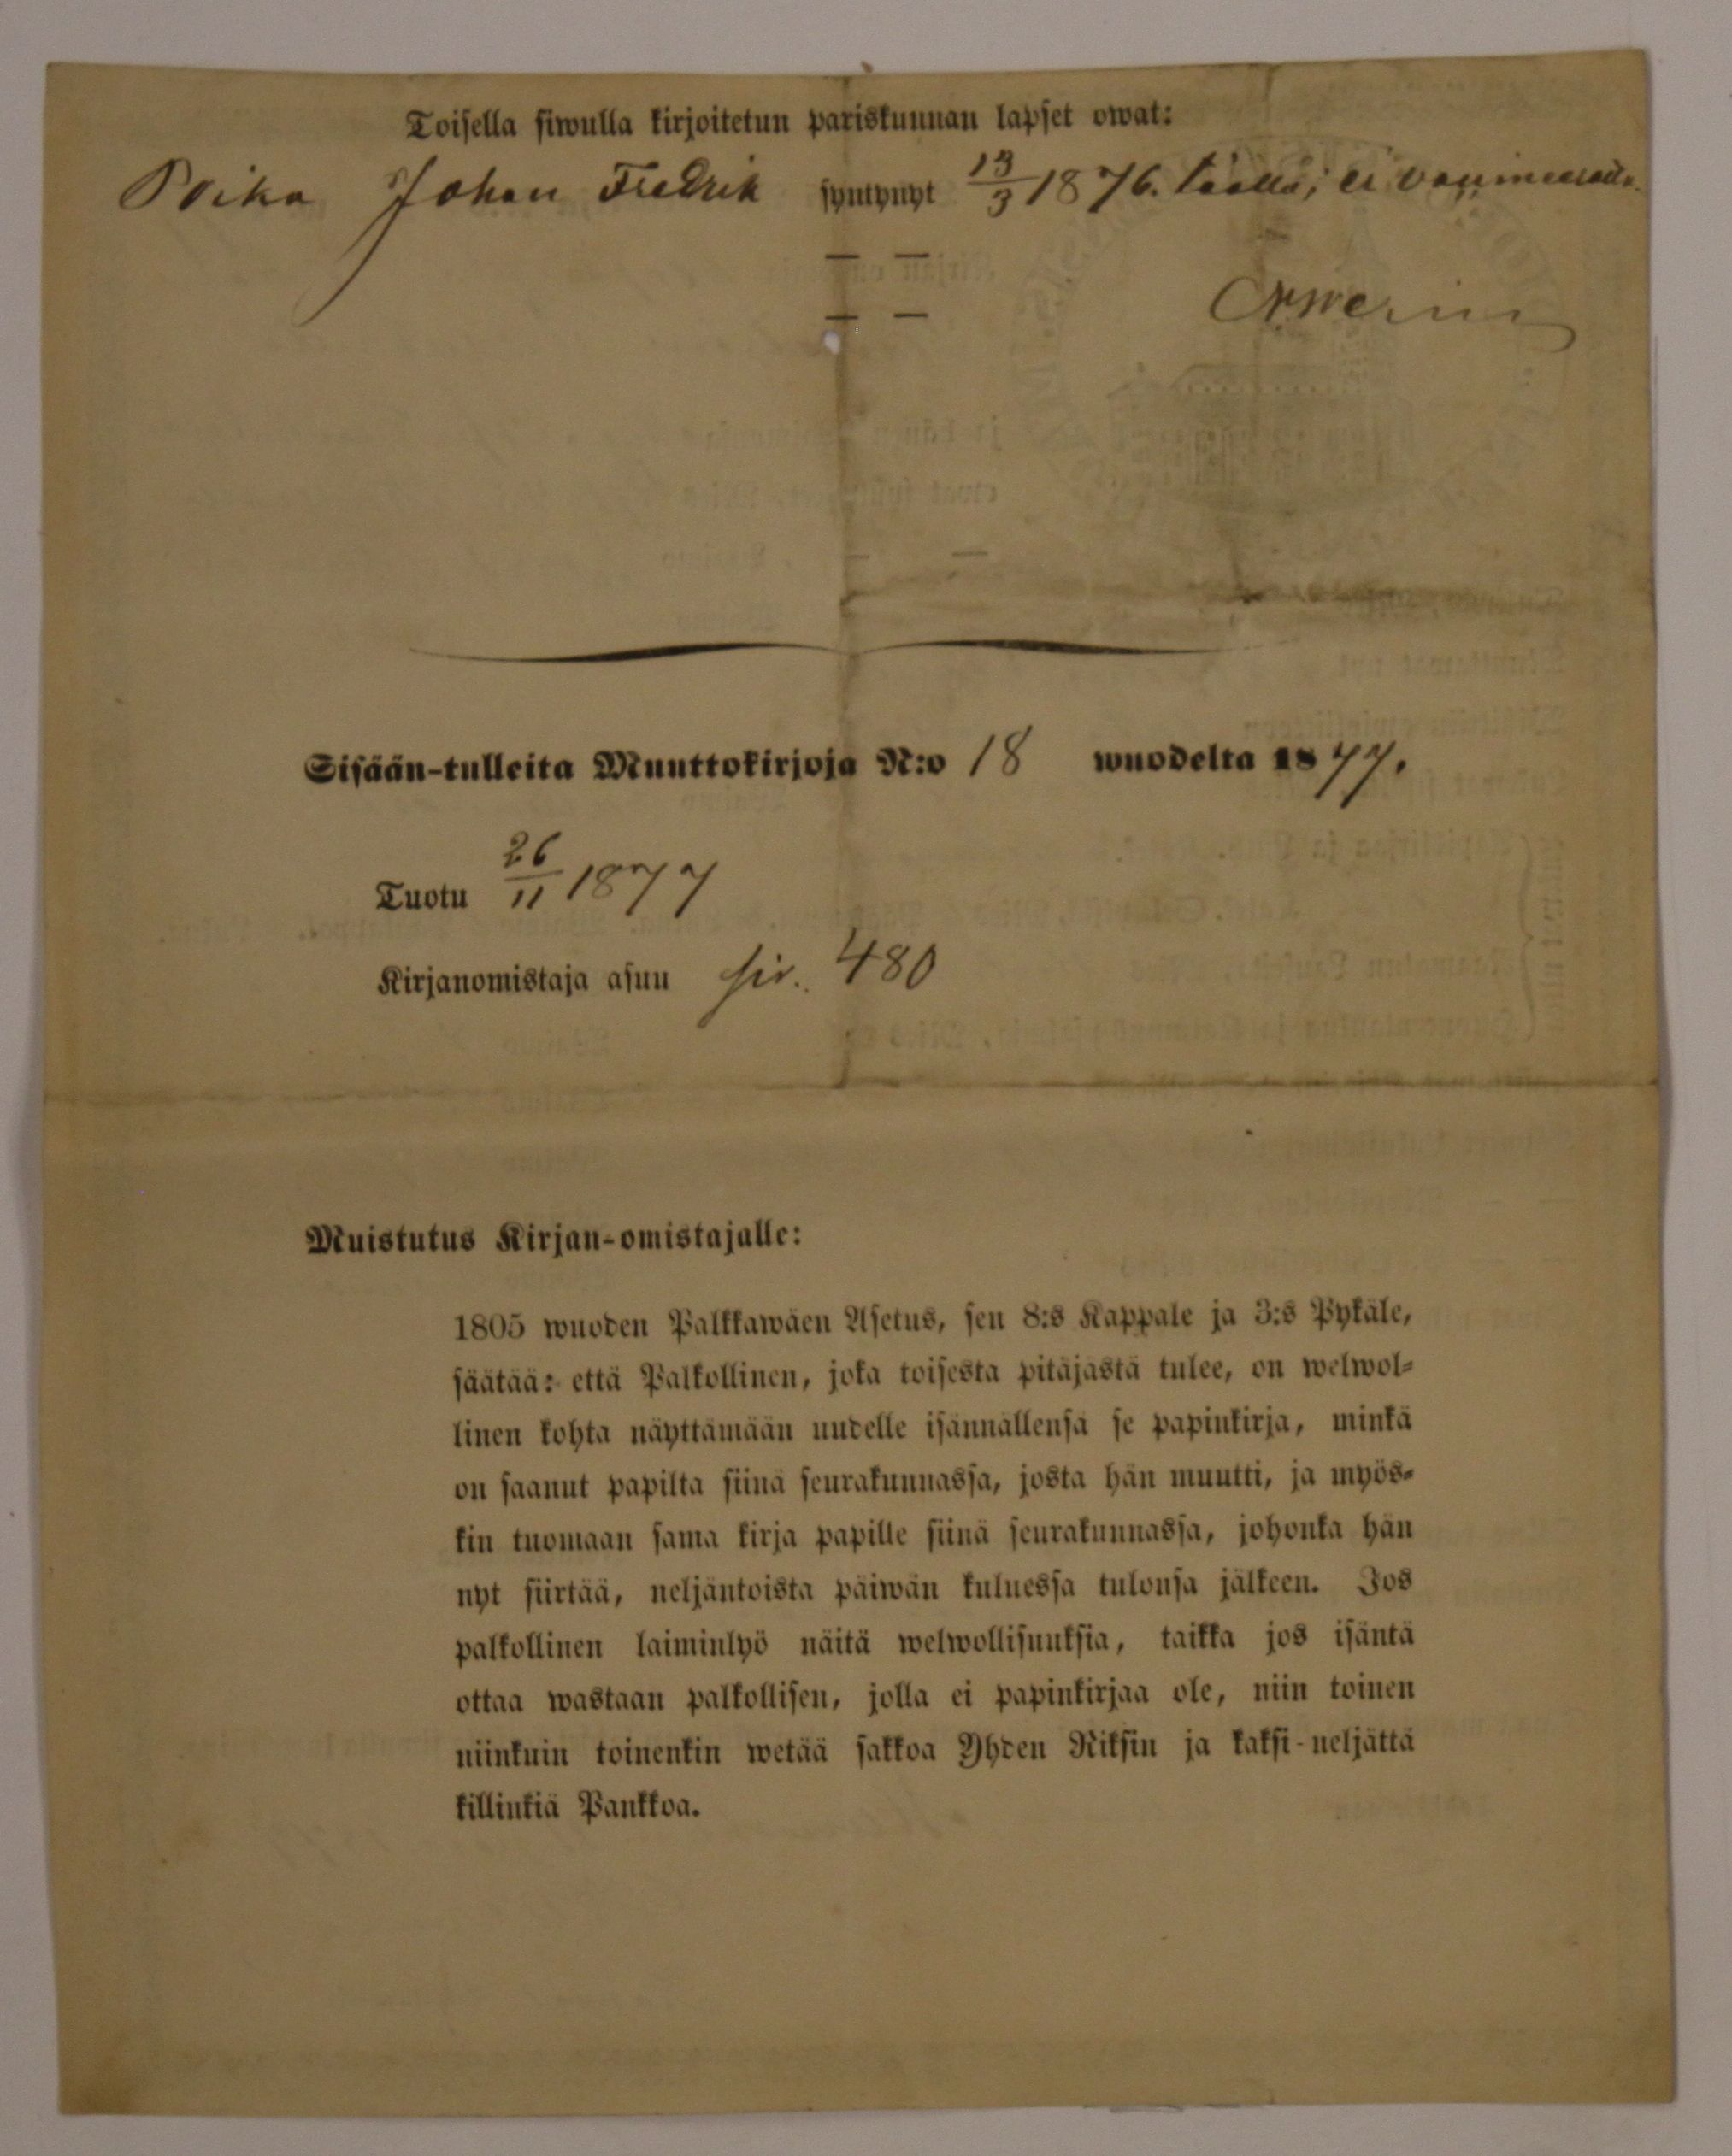 Toisella siwulla kirjoitetun pariskunnan lapset owat:
Poika Johan Fredrik syntynyt 13/3 1876. täällä; ei
— —
— —
Sisään-tulleita Muuttokirjoja N:o 18 wuodelta 1877.
Tuotu 26/11 1877
Kirjanomistaja asuu siv. 480
Muistutus Kirjan-omistajalle:
1805 wuoden Palkkawäen Asetus, sen 8:s Kappale ja 3:s Pykäle,
säätää: että Palkollinen, joka toisesta pitäjästä tulee, on welwol-
linen kohta näyttämään uudelle isännällensä se papinkirja, minkä
on saanut papilta siinä seurakunnassa, josta hän muutti, ja myös-
kin tuomaan sama kirja papille siinä seurakunnassa, johonka hän
nyt siirtää, neljäntoista päiwän kuluessa tulonsa jälkeen. Jos
palkollinen laiminlyö näitä welwollisuuksia, taikka jos isäntä
ottaa wastaan palkollisen, jolla ei papinkirjaa ole, niin toinen
niinkuin toinenkin wetää sakkoa Yhden Riksin ja kaksi-neljättä
killinkiä Pankkoa.